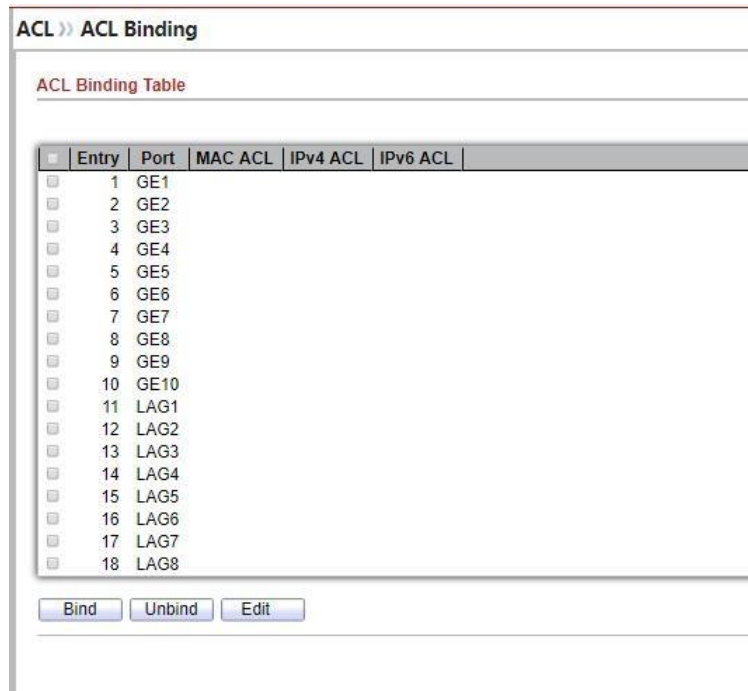 ACL » ACL Binding
ACL Binding Table
Entry Port MAC ACL IPv4 ACL IPv6 ACL
1 GE1
2 GE2
3 GE3
4 GE4
5 GE5
6 GE6
7 GE7
8 GE8
9 GE9
10 GE10
11 LAG1
12 LAG2
13 LAG3
14 LAG4
15 LAG5
16 LAG6
17 LAG7
18 LAG8
Bind Unbind Edit